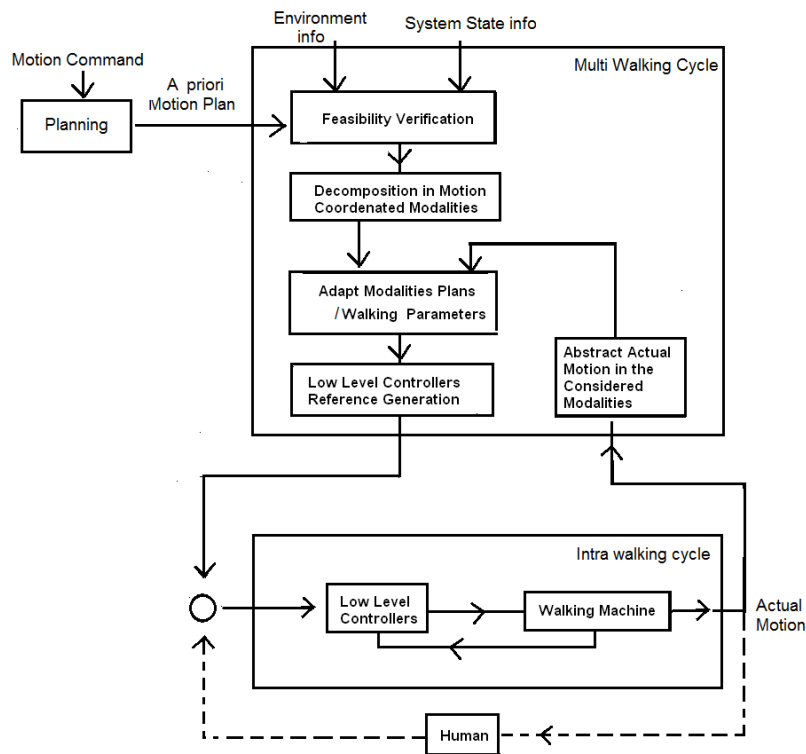 Environment
info
System State info
Motion Command
A priori
Motion Plan
Multi Walking Cycle
Planning
Feasibility Verification
Decomposition in Motion
Coordenated Modalities
Adapt Modalities Plans
/Walking Parameters
Abstract Actual
Motion in the
Considered
Modalities
Low Level Controllers
Reference Generation
Intra walking cycle
Low Level
Controllers
Walking Machine
Actual
Motion
Human